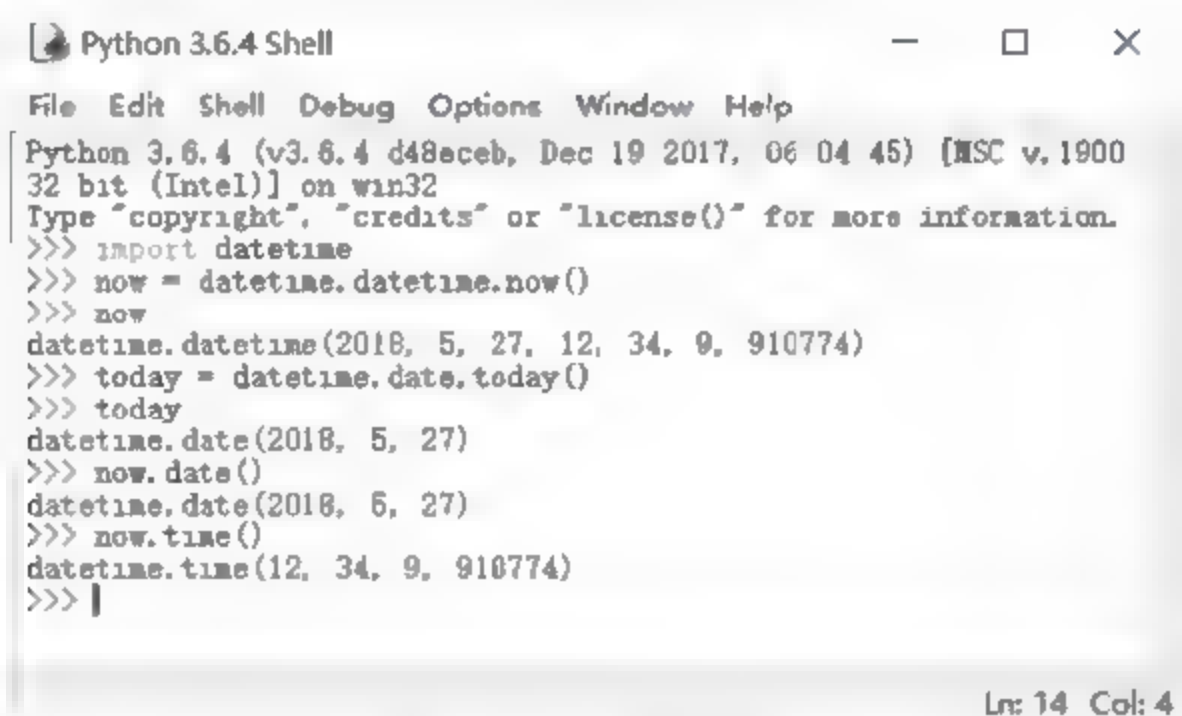 Python 3.6.4 Shell
File Edit Shell Debug Options Window Help
Python 3.6.4 (v3.6.4 d48eceb, Dec 19 2017, 06 04 45) [MSC v.1900
32 bit (Intel)] on win32
Type "copyright", "credits" or "license()" for more information.
>>> import datetime
>>> now = datetime.datetime.now()
>>> now
datetime.datetime(2018, 5, 27, 12, 34, 9, 910774)
>>> today = datetime.date.today()
>>> today
datetime.date(2018, 5, 27)
>>> now.date()
datetime.date(2018, 5, 27)
>>> now.time()
datetime.time(12, 34, 9, 910774)
>>>
Ln: 14 Col: 4